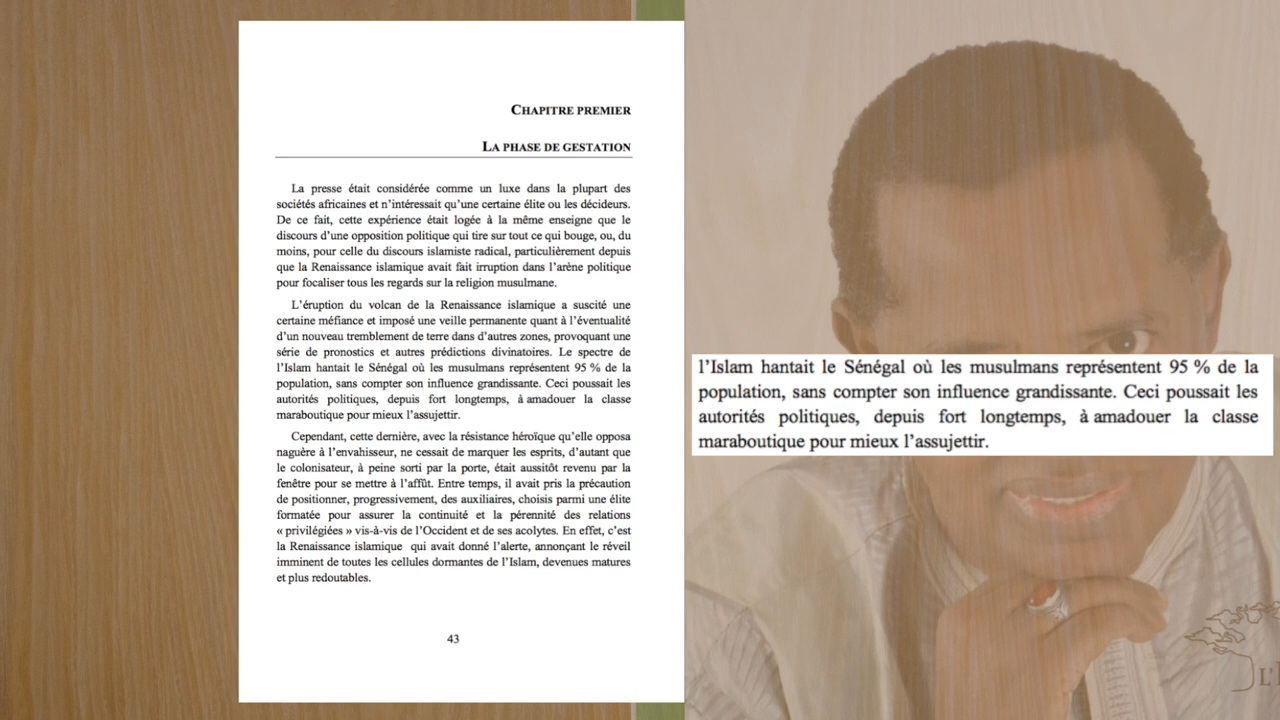 CHAPITRE PREMIER
LA PHASE DE GESTATION
La presse était considérée comme un luxe dans la plupart des
sociétés africaines et n’intéressait qu’une certaine élite ou les décideurs.
De ce fait, cette expérience était logée à la même enseigne que le
discours d’une opposition politique qui tire sur tout ce qui bouge, ou, du
moins, pour celle du discours islamiste radical, particulièrement depuis
que la Renaissance islamique avait fait irruption dans l’arène politique
pour focaliser tous les regards sur la religion musulmane.
L’éruption du volcan de la Renaissance islamique a suscité une
certaine méfiance et imposé une veille permanente quant à l’éventualité
d’un nouveau tremblement de terre dans d’autres zones, provoquant une
série de pronostics et autres prédictions divinatoires. Le spectre de
l’Islam hantait le Sénégal où les musulmans représentent 95 % de la
population, sans compter son influence grandissante. Ceci poussait les
autorités politiques, depuis fort longtemps, à amadouer la classe
maraboutique pour mieux l’assujettir.
Cependant, cette dernière, avec la résistance héroïque qu’elle opposa
naguère à l’envahisseur, ne cessait de marquer les esprits, d’autant que
le colonisateur, à peine sorti par la porte, était aussitôt revenu par la
fenêtre pour se mettre à l’affût. Entre temps, il avait pris la précaution
de positionner, progressivement, des auxiliaires, choisis parmi une élite
formatée pour assurer la continuité et la pérennité des relations
« privilégiées » vis-à-vis de l’Occident et de ses acolytes. En effet, c’est
la Renaissance islamique qui avait donné l’alerte, annonçant le réveil
imminent de toutes les cellules dormantes de l’Islam, devenues matures
et plus redoutables.
43
l’Islam hantait le Sénégal où les musulmans représentent 95 % de la
population, sans compter son influence grandissante. Ceci poussait les
autorités politiques, depuis fort longtemps, à amadouer la classe
maraboutique pour mieux l’assujettir.